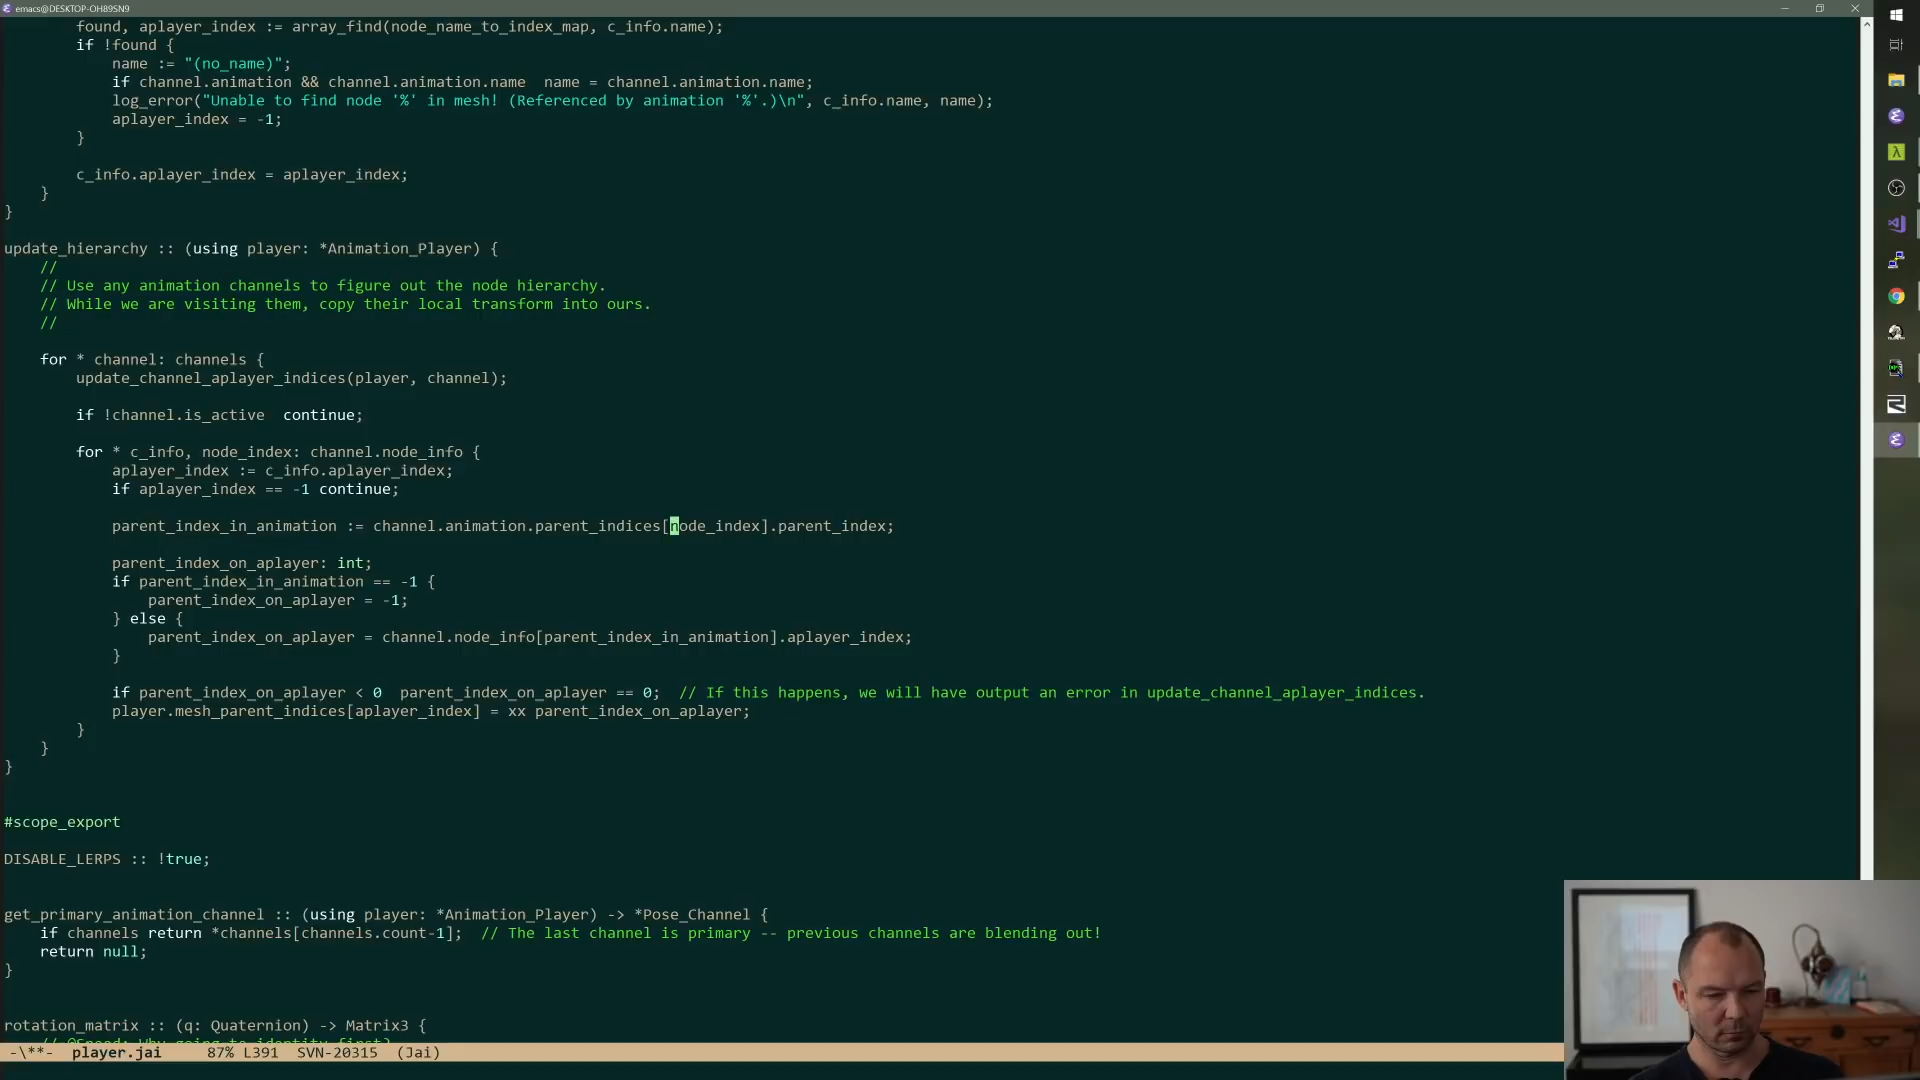 emacs@DESKTOP-OH89SN9
found, aplayer_index := array_find(node_name_to_index_map, c_info.name);
if !found {
name := "(no_name)";
if channel.animation && channel.animation.name  name = channel.animation.name;
log_error("Unable to find node '%' in mesh! (Referenced by animation '%'.)\n", c_info.name, name);
aplayer_index = -1;
}
c_info.aplayer_index = aplayer_index;
}
}
update_hierarchy :: (using player: *Animation_Player) {
//
// Use any animation channels to figure out the node hierarchy.
// While we are visiting them, copy their local transform into ours.
//
for * channel: channels {
update_channel_aplayer_indices(player, channel);
if !channel.is_active  continue;
for * c_info, node_index: channel.node_info {
aplayer_index := c_info.aplayer_index;
if aplayer_index == -1 continue;
parent_index_in_animation := channel.animation.parent_indices[node_index].parent_index;
parent_index_on_aplayer: int;
if parent_index_in_animation == -1 {
parent_index_on_aplayer = -1;
} else {
parent_index_on_aplayer = channel.node_info[parent_index_in_animation].aplayer_index;
}
if parent_index_on_aplayer < 0  parent_index_on_aplayer == 0;  // If this happens, we will have output an error in update_channel_aplayer_indices.
player.mesh_parent_indices[aplayer_index] = xx parent_index_on_aplayer;
}
}
}
#scope_export
DISABLE_LERPS :: !true;
get_primary_animation_channel :: (using player: *Animation_Player) -> *Pose_Channel {
if channels return *channels[channels.count-1];  // The last channel is primary -- previous channels are blending out!
return null;
}
rotation_matrix :: (q: Quaternion) -> Matrix3 {
// @Speed: Why going to identity first?
-\**-  player.jai     87% L391  SVN-20315  (Jai)